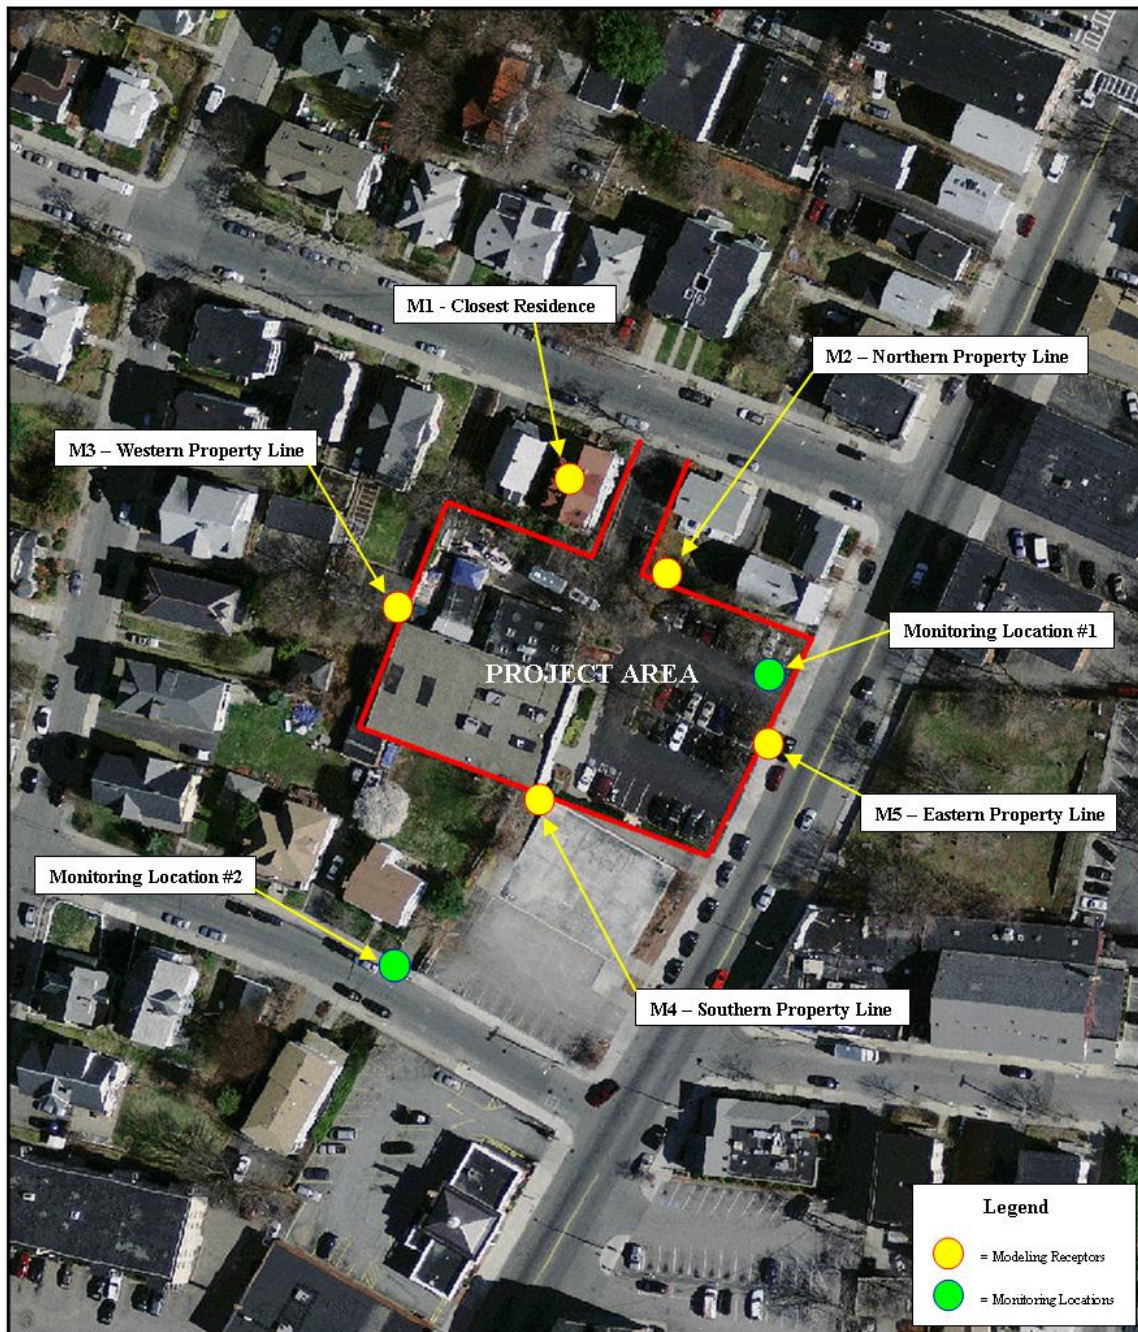 M1 - Closest Residence
M2 – Northern Property Line
M3 – Western Property Line
Monitoring Location #1
PROJECT AREA
M5 – Eastern Property Line
Monitoring Location #2
M4 – Southern Property Line
Legend
= Modeling Receptors
= Monitoring Locations